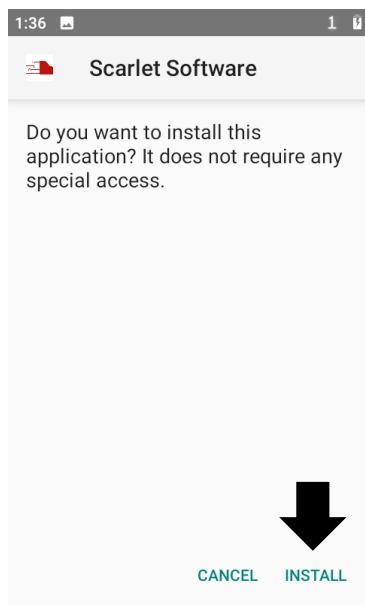 1:36 1
Scarlet Software
Do you want to install this
application? It does not require any
special access.
CANCEL INSTALL